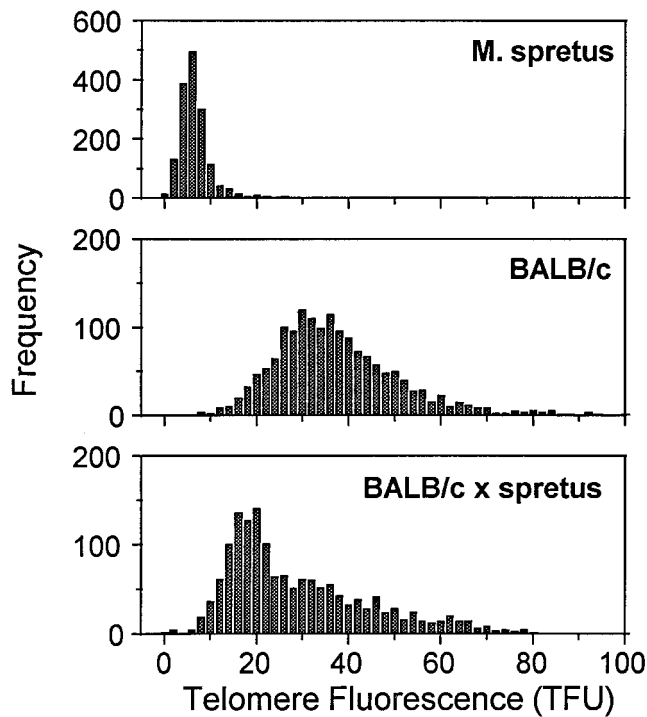 600
M. spretus
400
200
0
200
BALB/c
100
0
Frequency
200
BALB/c x spretus
100
0
0 20 40 60 80 100
Telomere Fluorescence (TFU)